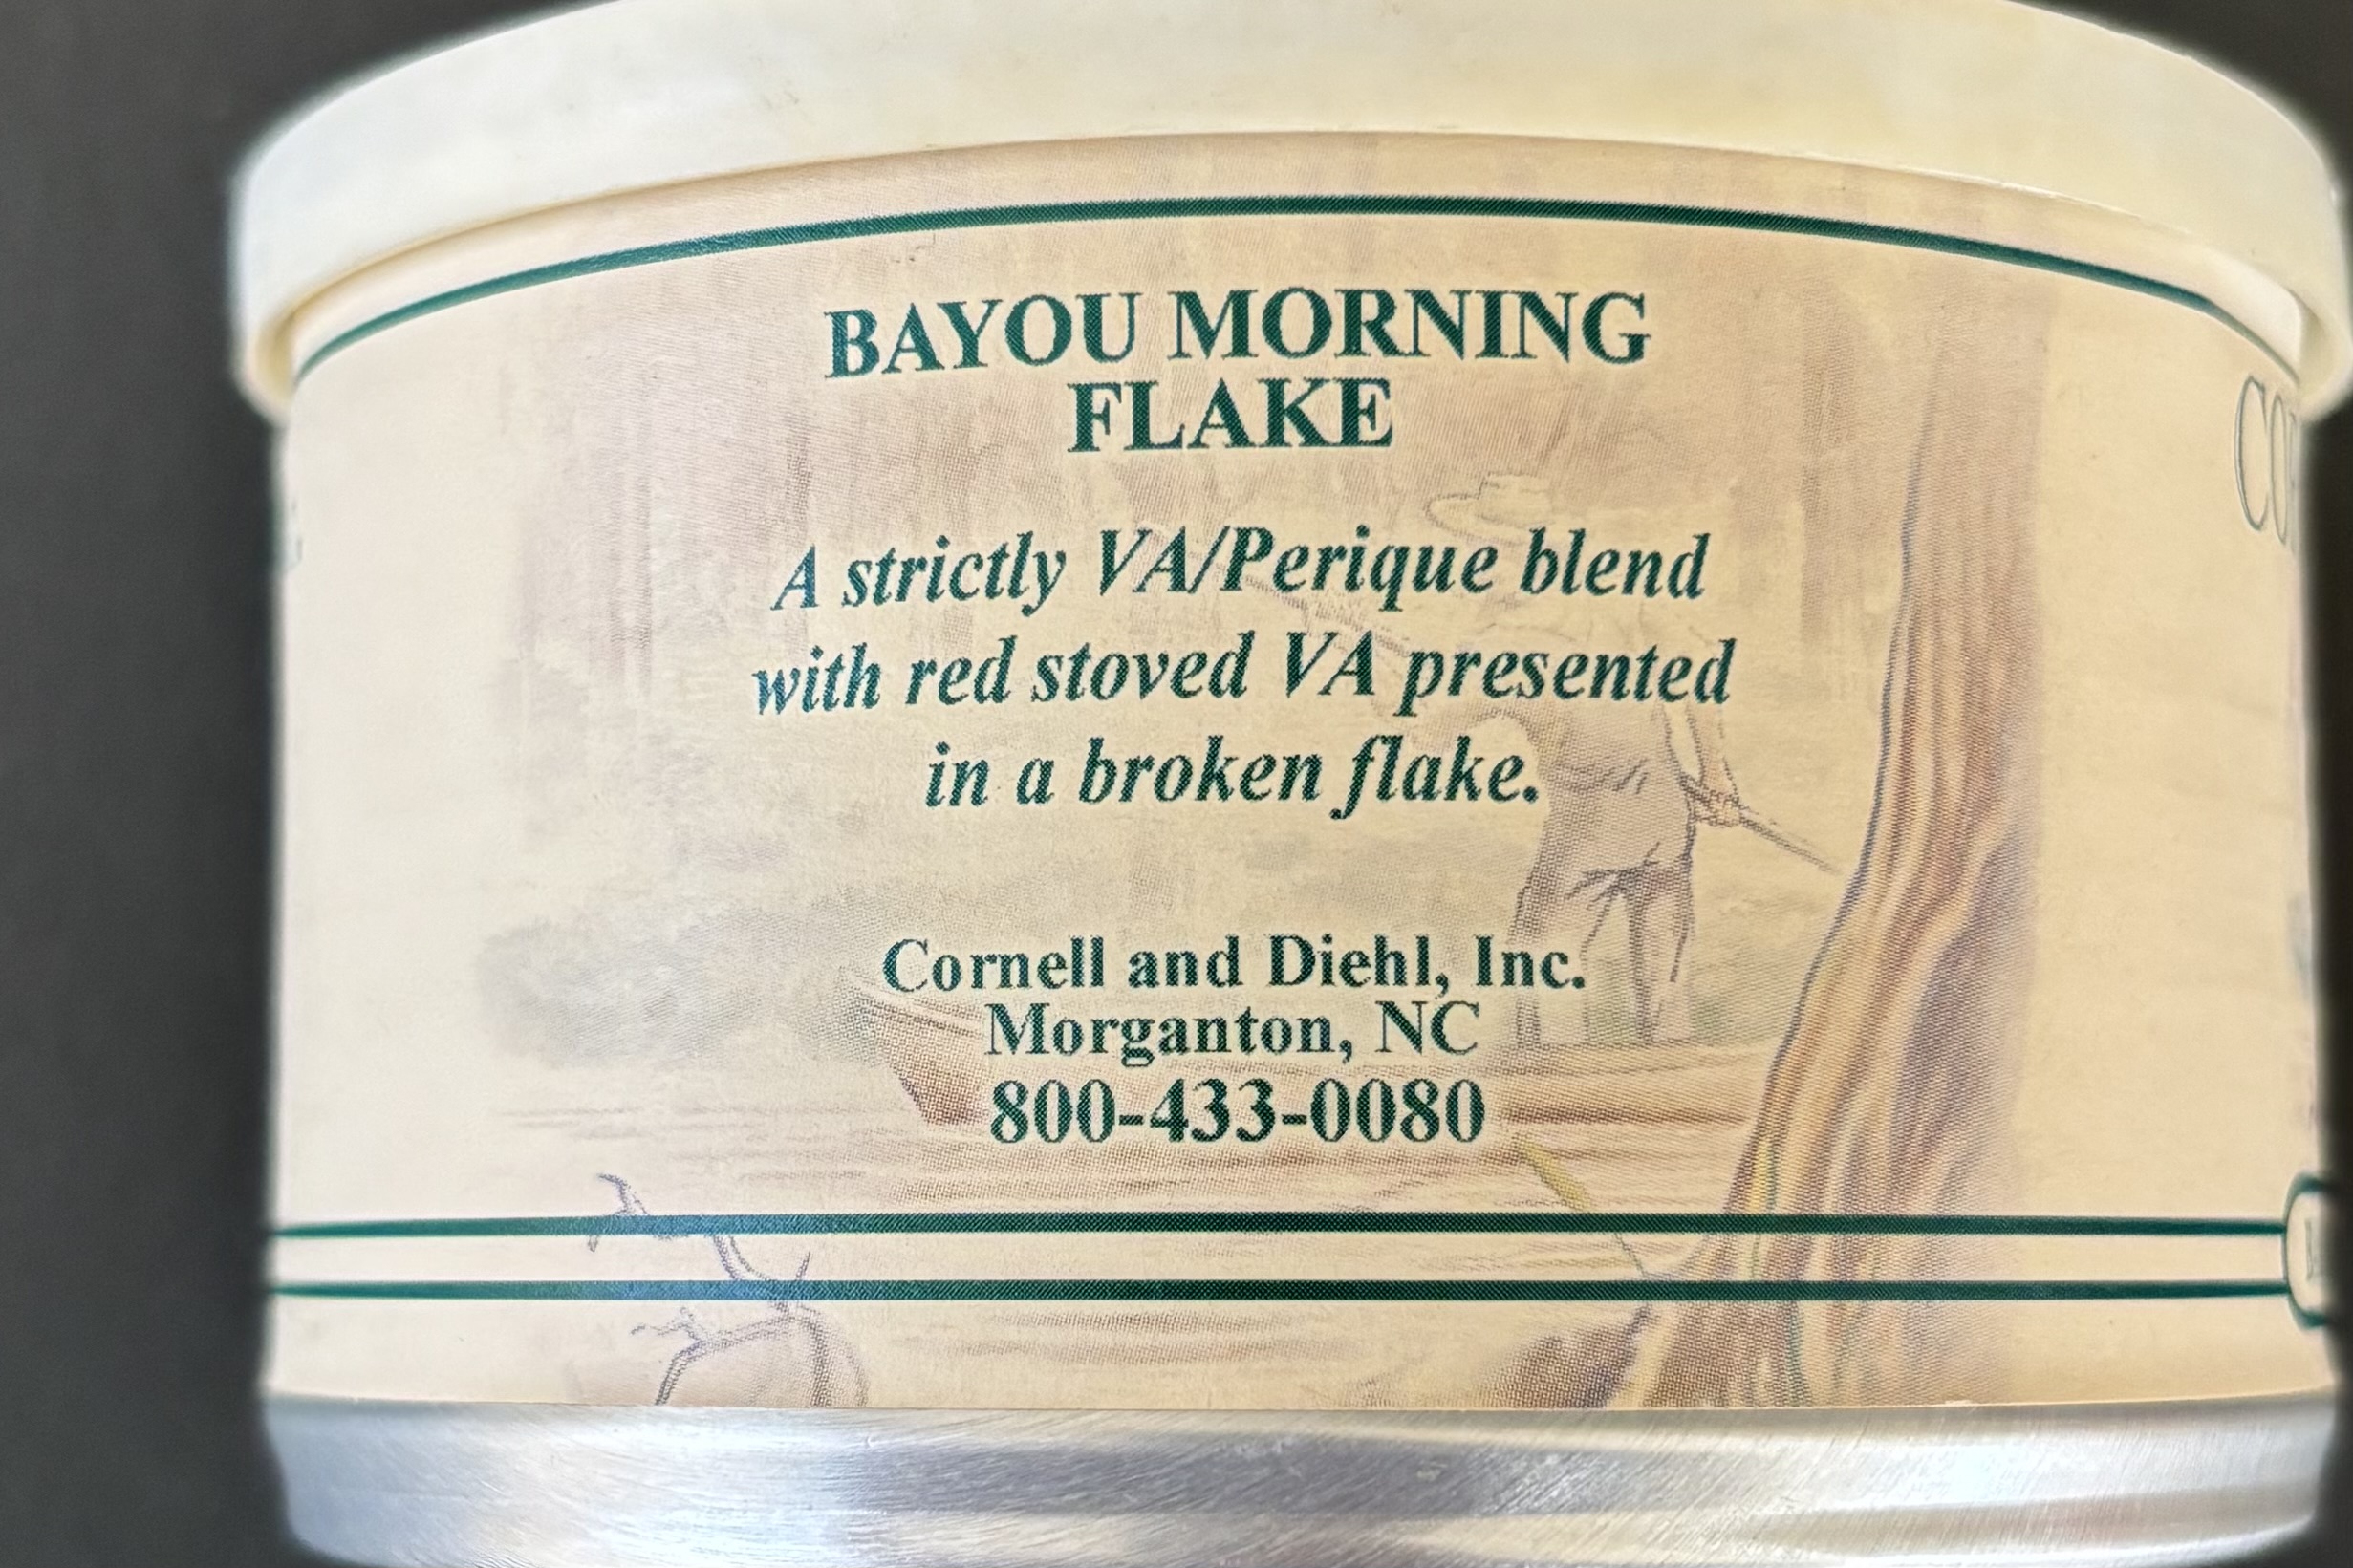 BAYOU MORNING
FLAKE
A strictly VA/Perique blend
with red stoved VA presented
in a broken flake.
Cornell and Diehl, Inc.
Morganton, NC
800-433-0080